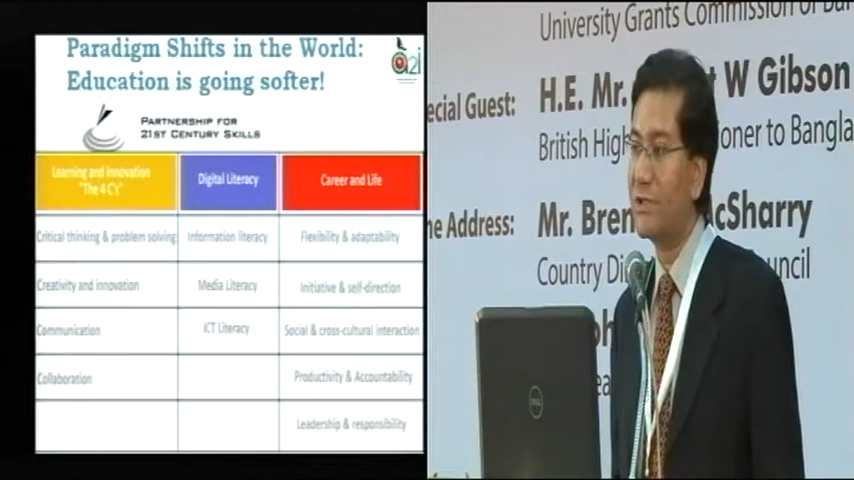 Paradigm Shifts in the World:
Education is going softer!
a2i
PARTNERSHIP FOR
21ST CENTURY SKILLS
Learning and Innovation
"The 4 C's"
Digital Literacy
Career and Life
Critical thinking & problem solving
Information literacy
Flexibility & adaptability
Creativity and innovation
Media Literacy
Initiative & self-direction
Communication
ICT Literacy
Social & cross-cultural interaction
Collaboration
Productivity & Accountability
Leadership & responsibility
University Grants Commission of
ecial Guest:
H.E. Mr. t W Gibson
British High oner to Bangla
ne Address:
Mr. Bren cSharry
Country Di ouncil
DELL